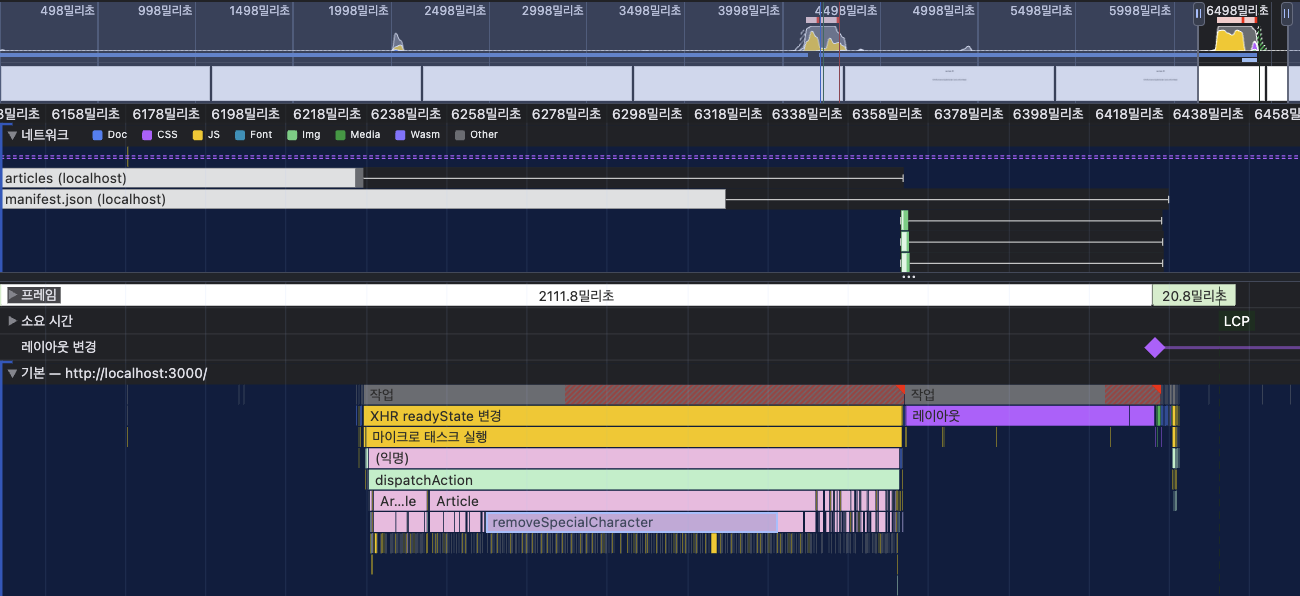 498밀리초 998밀리초 1498밀리초 1998밀리초 2498밀리초 2998밀리초 3498밀리초 3998밀리초 4498밀리초 4998밀리초 5498밀리초 5998밀리초 6498밀리초
밀리초 6158밀리초 6178밀리초 6198밀리초 6218밀리초 6238밀리초 6258밀리초 6278밀리초 6298밀리초 6318밀리초 6338밀리초 6358밀리초 6378밀리초 6398밀리초 6418밀리초 6438밀리초 6458밀
네트워크 Doc CSS JS Font Img Media Wasm Other
articles (localhost)
manifest.json (localhost)
프레임 2111.8밀리초 20.8밀리초
소요 시간 LCP
레이아웃 변경
기본 — http://localhost:3000/
작업 작업
XHR readyState 변경 레이아웃
마이크로 태스크 실행
(익명)
dispatchAction
Ar...le Article
removeSpecialCharacter